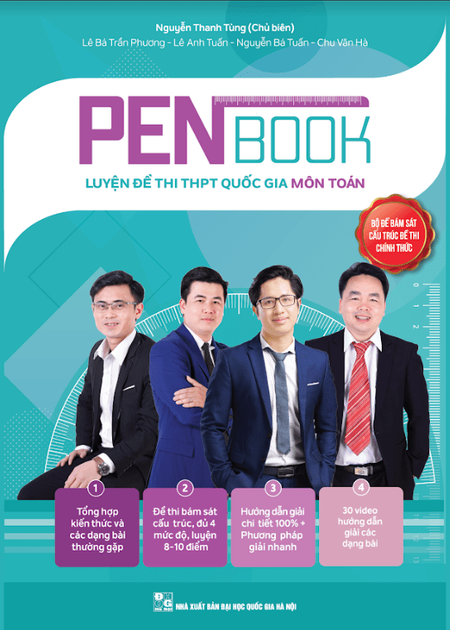 Nguyễn Thanh Tùng (Chủ biên)
Lê Bá Trần Phương - Lê Anh Tuấn - Nguyễn Bá Tuấn - Chu Văn Hà
PEN BOOK
LUYỆN ĐỀ THI THPT QUỐC GIA MÔN TOÁN
BỘ ĐỀ BÁM SÁT
CẤU TRÚC ĐỀ THI
CHÍNH THỨC
0 1 2
1
Tổng hợp
kiến thức và
các dạng bài
thường gặp
2
Đề thi bám sát
cấu trúc, đủ 4
mức độ, luyện
8-10 điểm
3
Hướng dẫn giải
chi tiết 100% +
Phương pháp
giải nhanh
4
30 video
hướng dẫn
giải các
dạng bài
NHÀ XUẤT BẢN ĐẠI HỌC QUỐC GIA HÀ NỘI